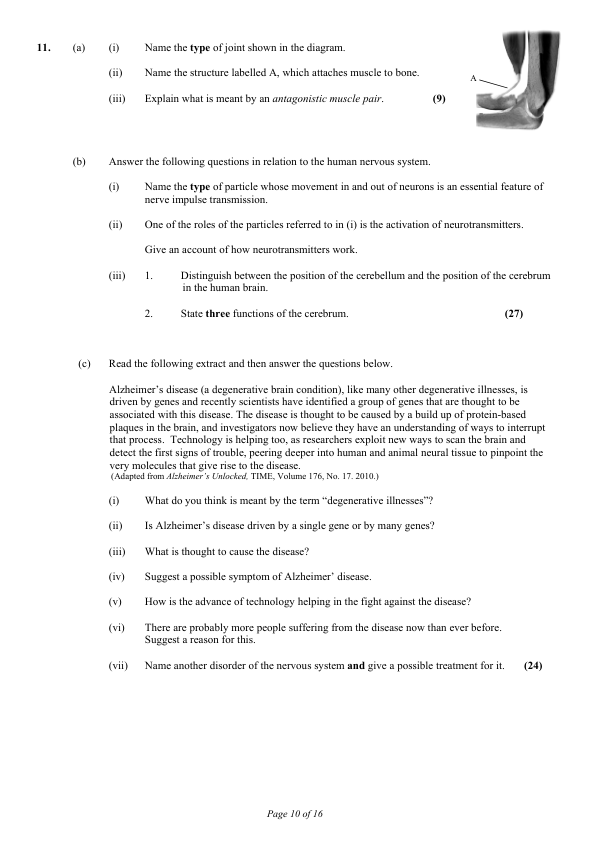 11. (a) (i) Name the type of joint shown in the diagram.
(ii) Name the structure labelled A, which attaches muscle to bone.
A
(iii) Explain what is meant by an antagonistic muscle pair. (9)
(b) Answer the following questions in relation to the human nervous system.
(i) Name the type of particle whose movement in and out of neurons is an essential feature of
nerve impulse transmission.
(ii) One of the roles of the particles referred to in (i) is the activation of neurotransmitters.
Give an account of how neurotransmitters work.
(iii) 1. Distinguish between the position of the cerebellum and the position of the cerebrum
in the human brain.
2. State three functions of the cerebrum. (27)
(c) Read the following extract and then answer the questions below.
Alzheimer's disease (a degenerative brain condition), like many other degenerative illnesses, is
driven by genes and recently scientists have identified a group of genes that are thought to be
associated with this disease. The disease is thought to be caused by a build up of protein-based
plaques in the brain, and investigators now believe they have an understanding of ways to interrupt
that process. Technology is helping too, as researchers exploit new ways to scan the brain and
detect the first signs of trouble, peering deeper into human and animal neural tissue to pinpoint the
very molecules that give rise to the disease.
(Adapted from Alzheimer's Unlocked, TIME, Volume 176, No. 17. 2010.)
(i) What do you think is meant by the term “degenerative illnesses”?
(ii) Is Alzheimer's disease driven by a single gene or by many genes?
(iii) What is thought to cause the disease?
(iv) Suggest a possible symptom of Alzheimer' disease.
(v) How is the advance of technology helping in the fight against the disease?
(vi) There are probably more people suffering from the disease now than ever before.
Suggest a reason for this.
(vii) Name another disorder of the nervous system and give a possible treatment for it. (24)
Page 10 of 16